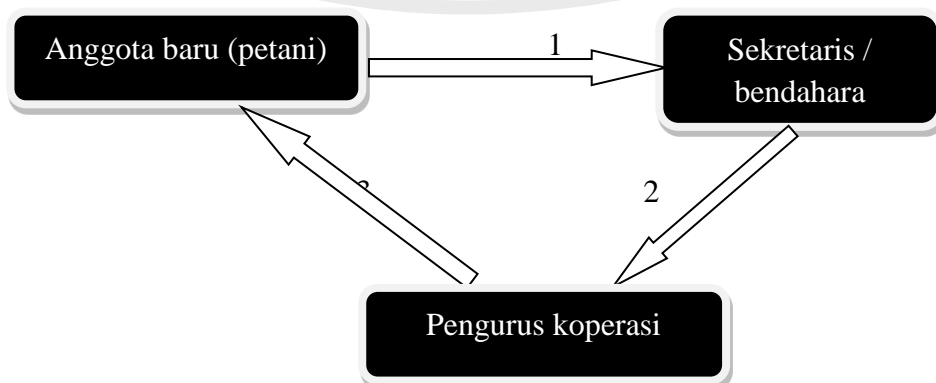 Anggota baru (petani)
1
Sekretaris /
bendahara
2
Pengurus koperasi